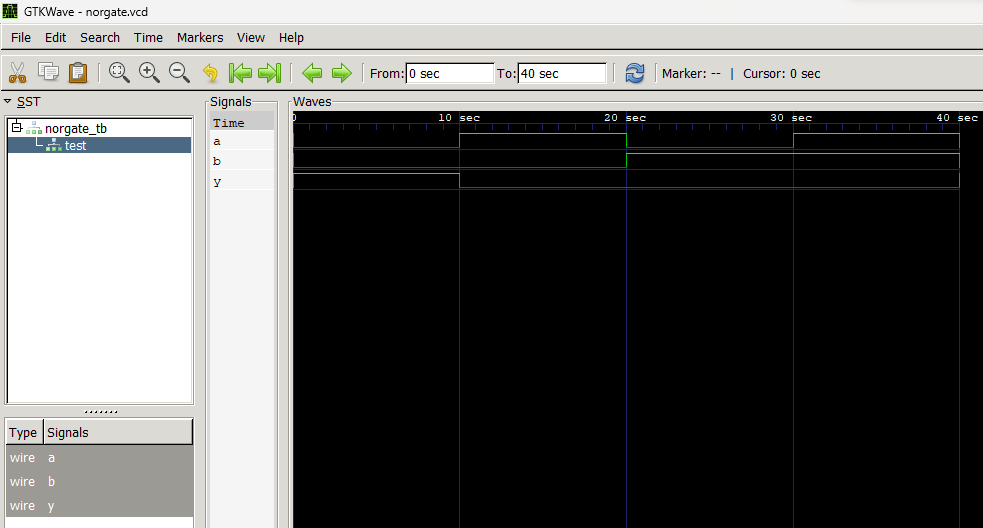 GTKWave - norgate.vcd
File Edit Search Time Markers View Help
From: 0 sec To: 40 sec Marker: -- | Cursor: 0 sec
SST
norgate_tb
test
Type Signals
wire a
wire b
wire y
Signals
Time
a
b
y
Waves
0 10 sec 20 sec 30 sec 40 sec